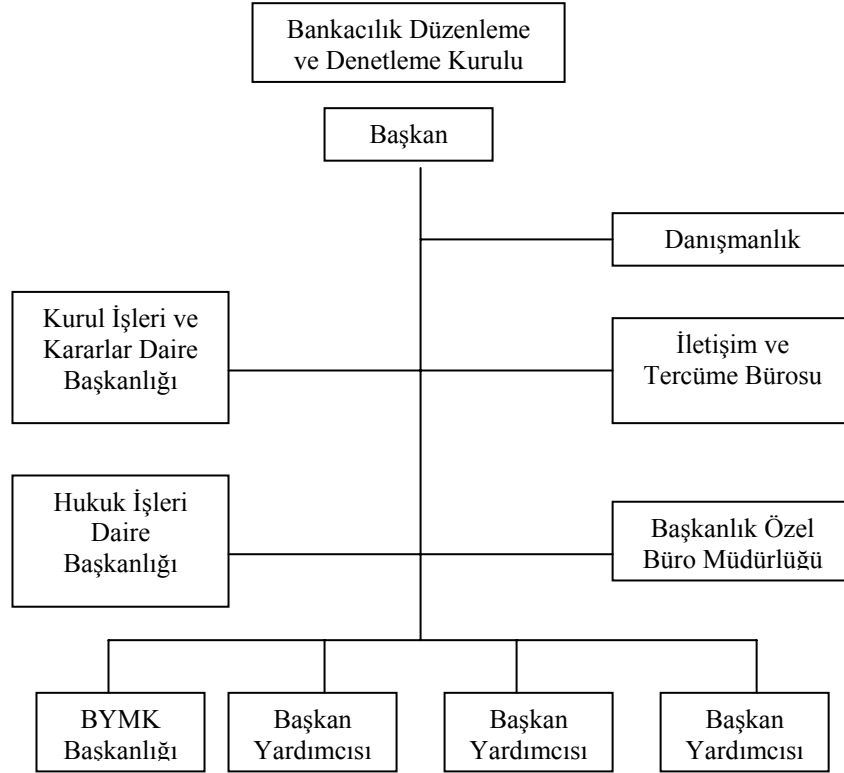 Bankacılık Düzenleme
ve Denetleme Kurulu
Başkan
Danışmanlık
Kurul İşleri ve
Kararlar Daire
Başkanlığı
İletişim ve
Tercüme Bürosu
Hukuk İşleri
Daire
Başkanlığı
Başkanlık Özel
Büro Müdürlüğü
BYMK
Başkanlığı
Başkan
Yardımcısı
Başkan
Yardımcısı
Başkan
Yardımcısı